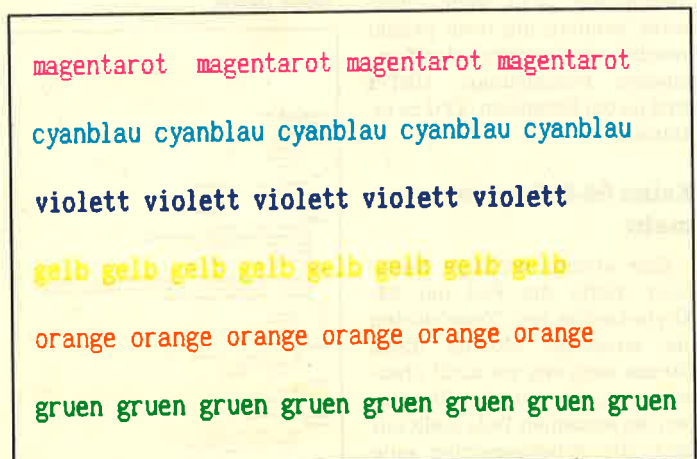 magentarot magentarot magentarot magentarot
cyanblau cyanblau cyanblau cyanblau cyanblau
violett violett violett violett violett
gelb gelb gelb gelb gelb gelb gelb gelb
orange orange orange orange orange orange
gruen gruen gruen gruen gruen gruen gruen gruen